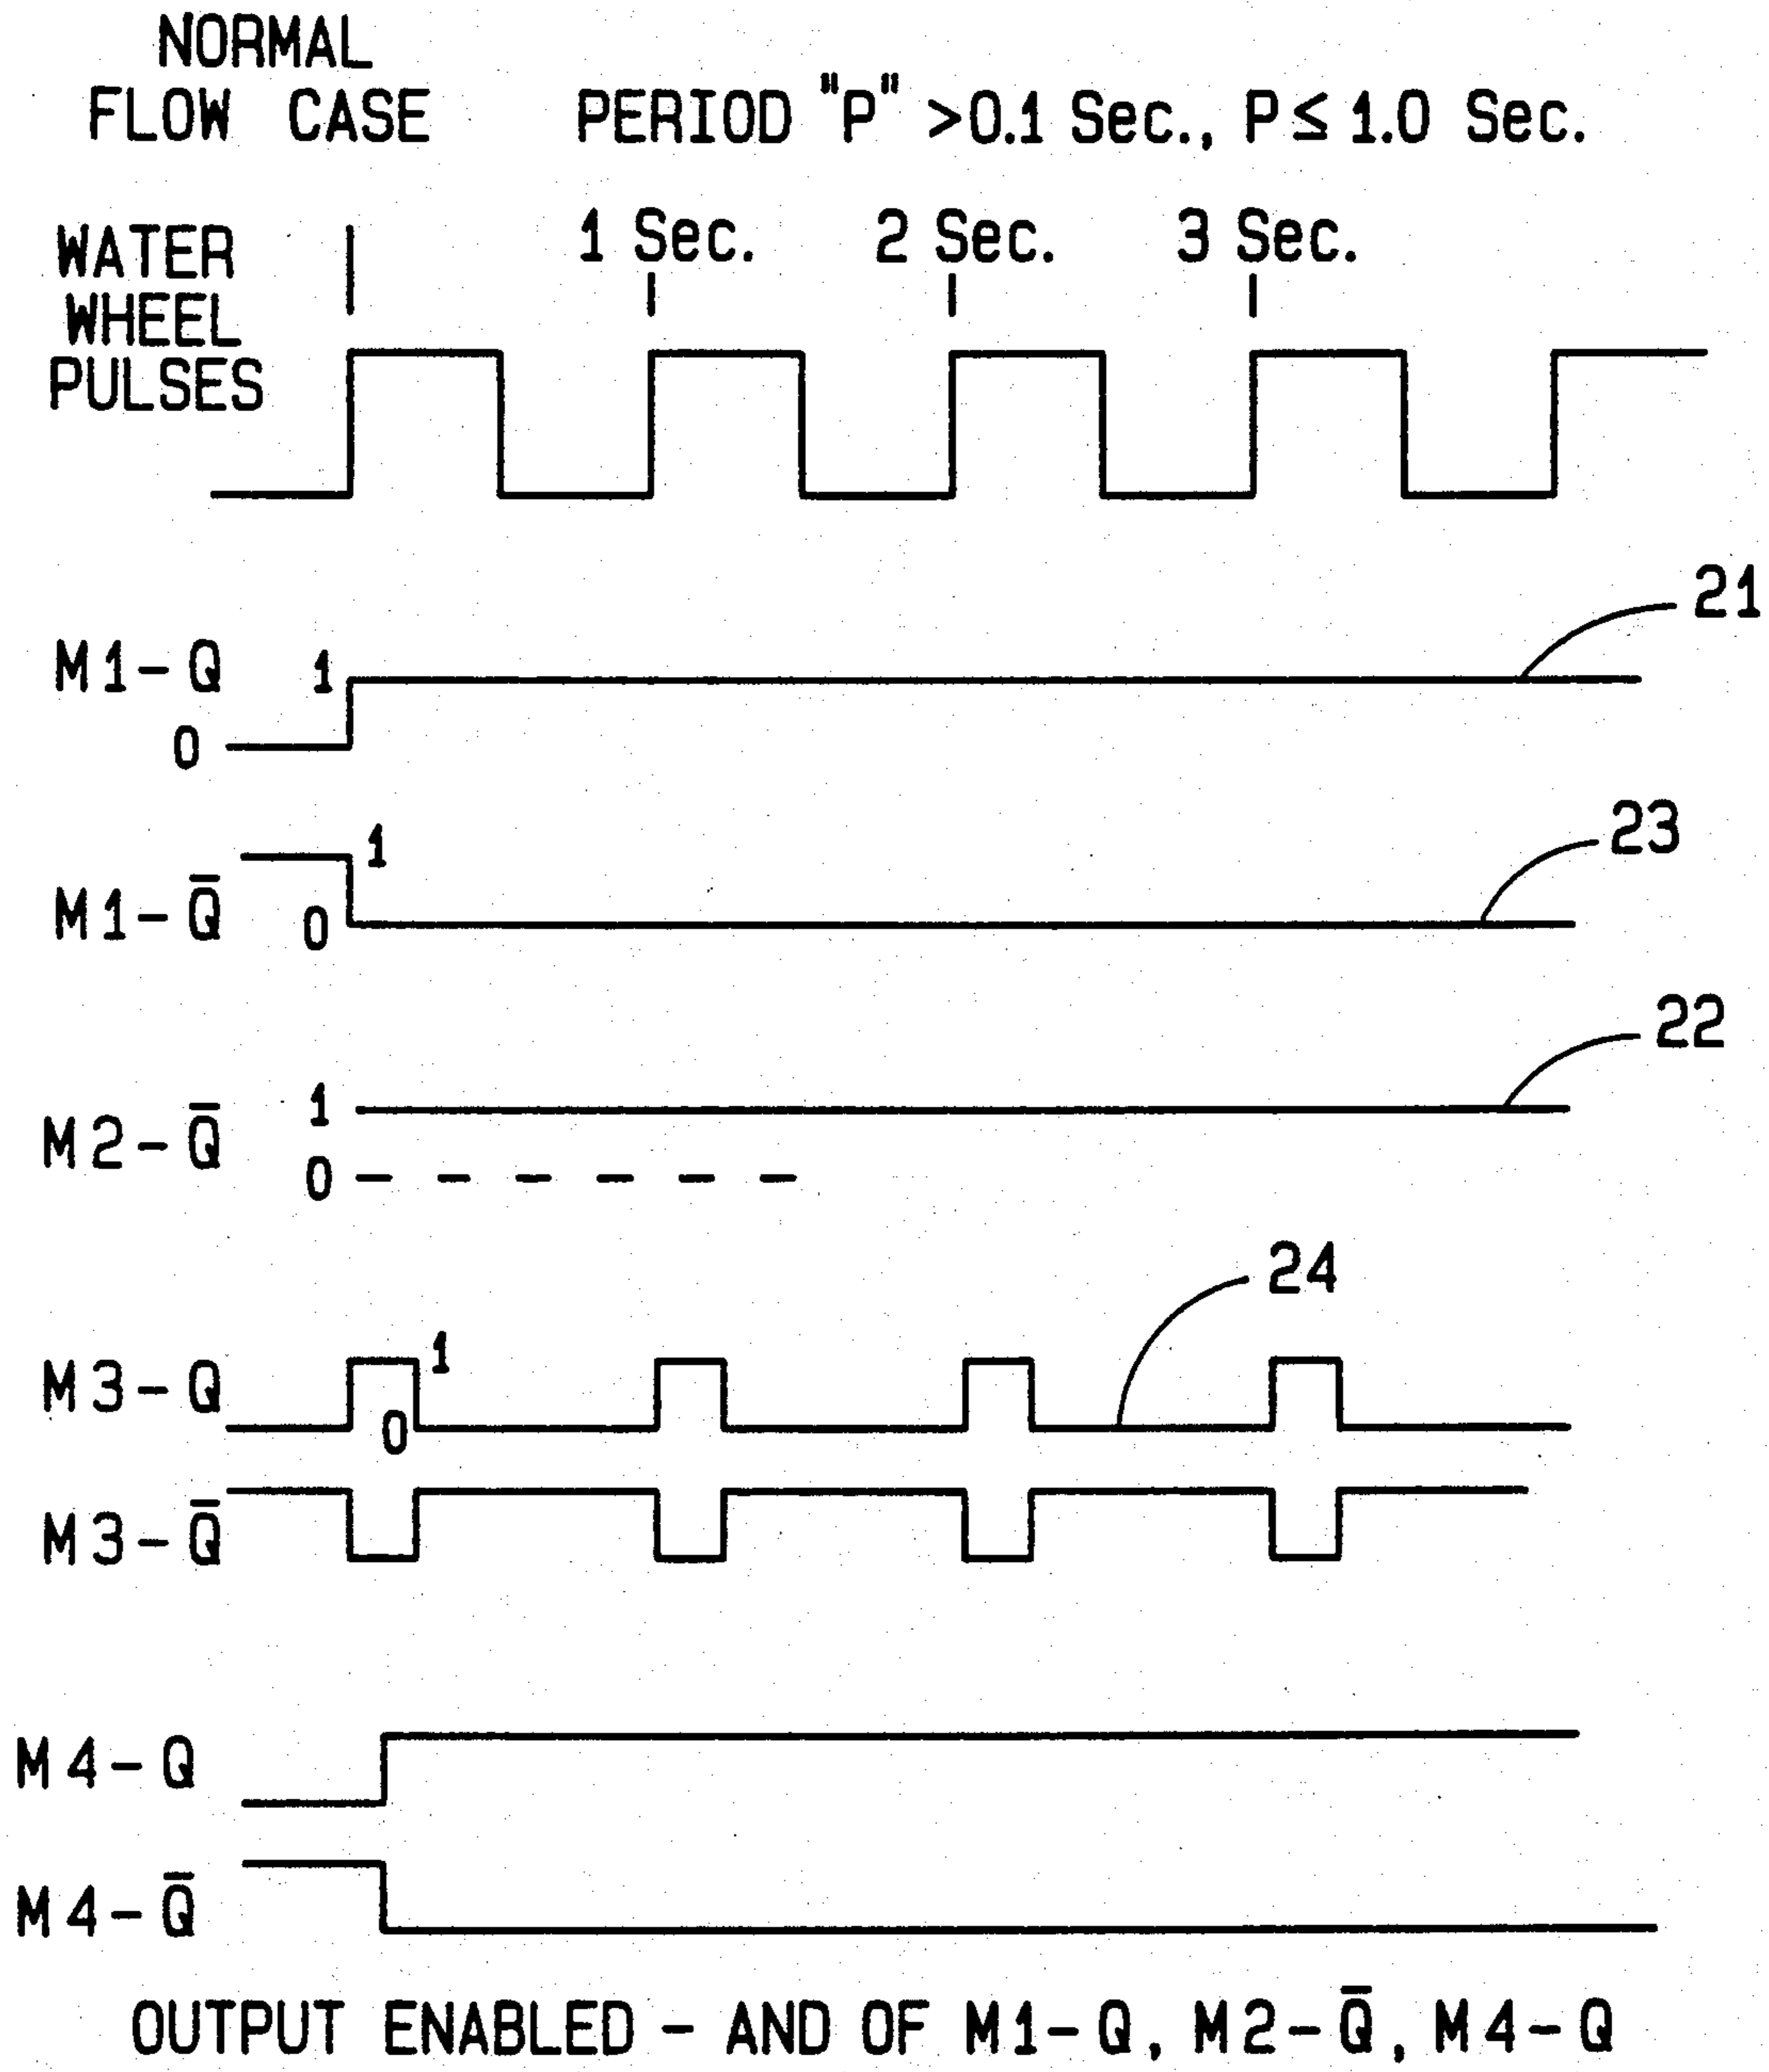 NORMAL
FLOW CASE PERIOD "P" >0.1 Sec., P ≤ 1.0 Sec.
1 Sec. 2 Sec. 3 Sec.
WATER
WHEEL
PULSES
21
M1-Q 1
0
23
1
M1-Q̅ 0
22
1
M2-Q̅
0
24
1
M3-Q
0
M3-Q̅
M4-Q
M4-Q̅
OUTPUT ENABLED - AND OF M1-Q, M2-Q̅, M4-Q